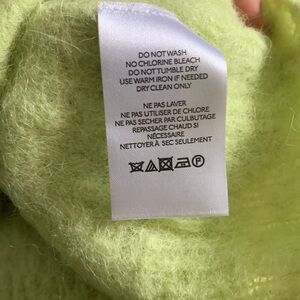 DO NOT WASH
NO CHLORINE BLEACH
DO NOT TUMBLE DRY
USE WARM IRON IF NEEDED
DRY CLEAN ONLY
NE PAS LAVER
NE PAS UTILISER DE CHLORE
NE PAS SECHER PAR CULBUTAGE
REPASSAGE CHAUD SI
NÉCESSAIRE
NETTOYER À SEC SEULEMENT
P